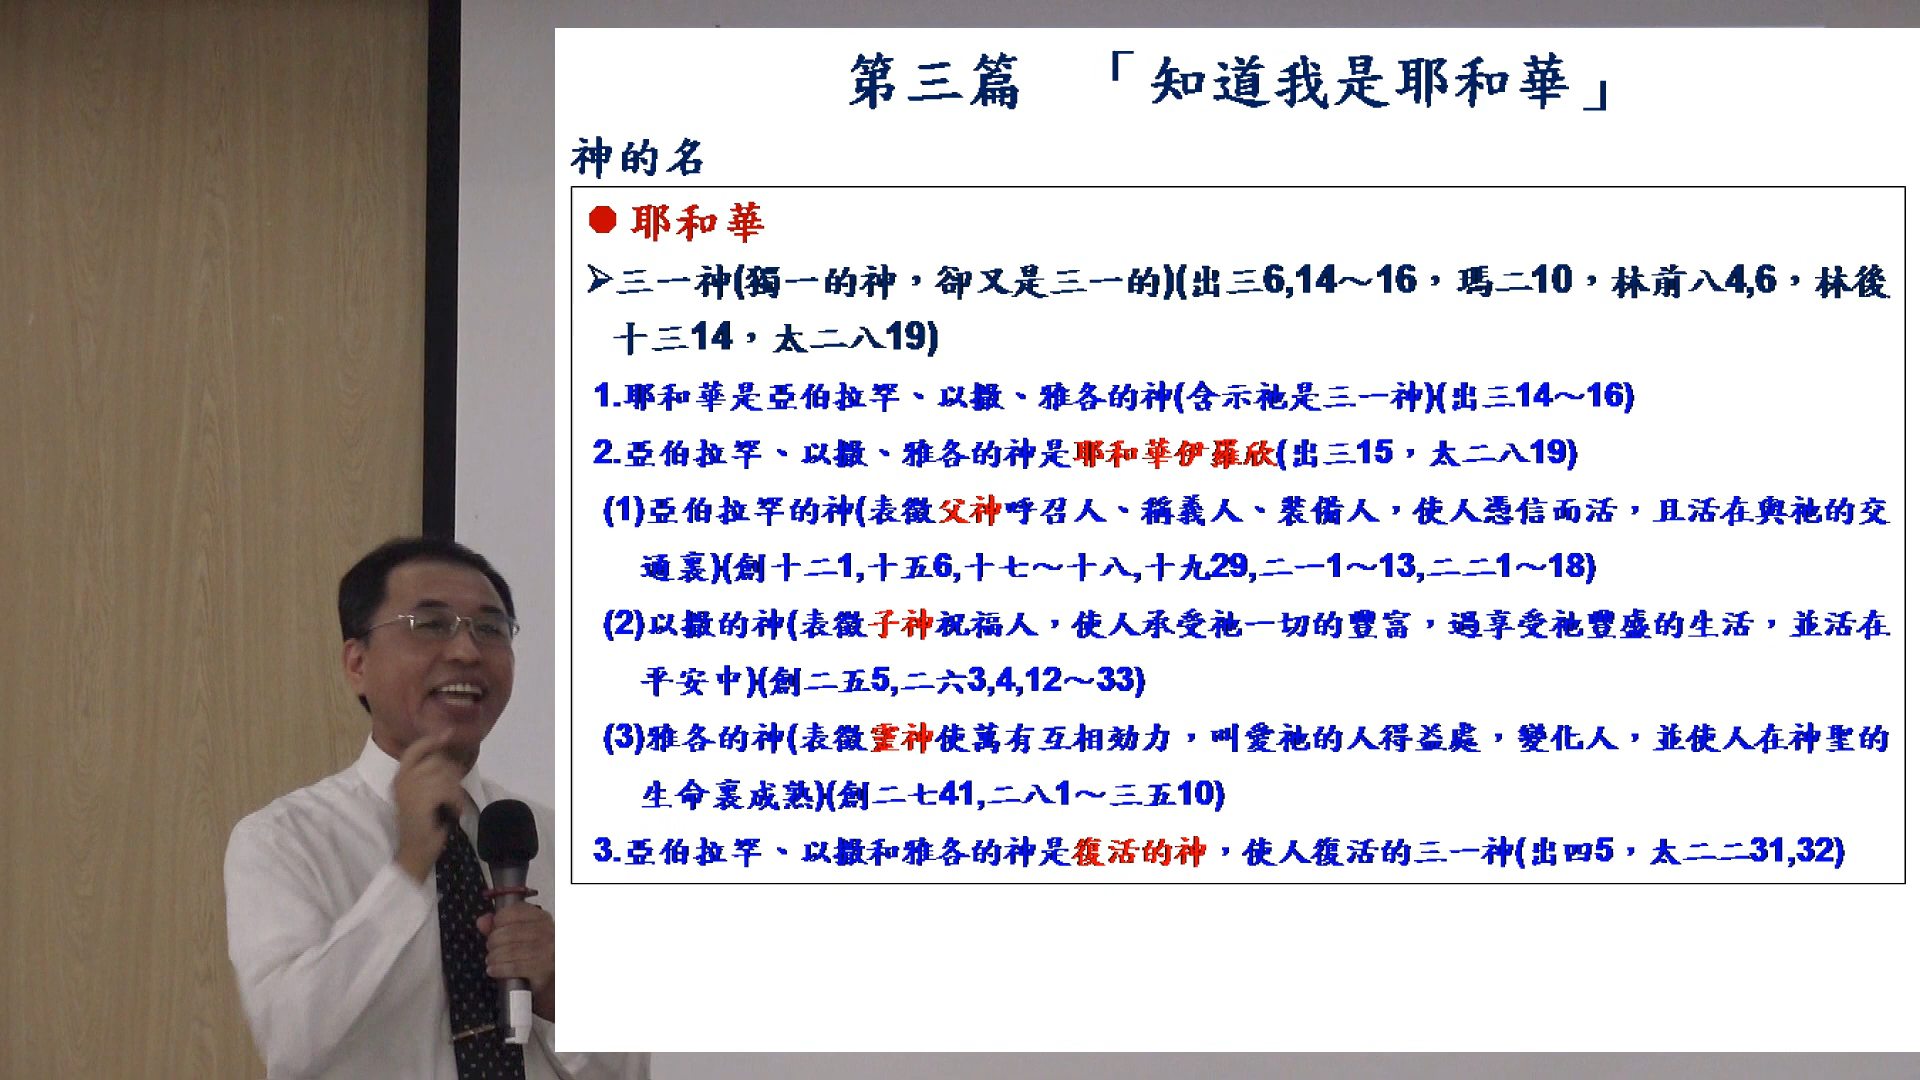 第三篇 「知道我是耶和華」
神的名
● 耶和華
➢三一神(獨一的神，卻又是三一的)(出三6,14～16，瑪二10，林前八4,6，林後
十三14，太二八19)
1.耶和華是亞伯拉罕、以撒、雅各的神(含示祂是三一神)(出三14～16)
2.亞伯拉罕、以撒、雅各的神是耶和華伊羅欣(出三15，太二八19)
(1)亞伯拉罕的神(表徵父神呼召人、稱義人、裝備人，使人憑信而活，且活在與祂的交
通裏)(創十二1,十五6,十七～十八,十九29,二一1～13,二二1～18)
(2)以撒的神(表徵子神祝福人，使人承受祂一切的豐富，過享受祂豐盛的生活，並活在
平安中)(創二五5,二六3,4,12～33)
(3)雅各的神(表徵靈神使萬有互相効力，叫愛祂的人得益處，變化人，並使人在神聖的
生命裏成熟)(創二七41,二八1～三五10)
3.亞伯拉罕、以撒和雅各的神是復活的神，使人復活的三一神(出四5，太二二31,32)